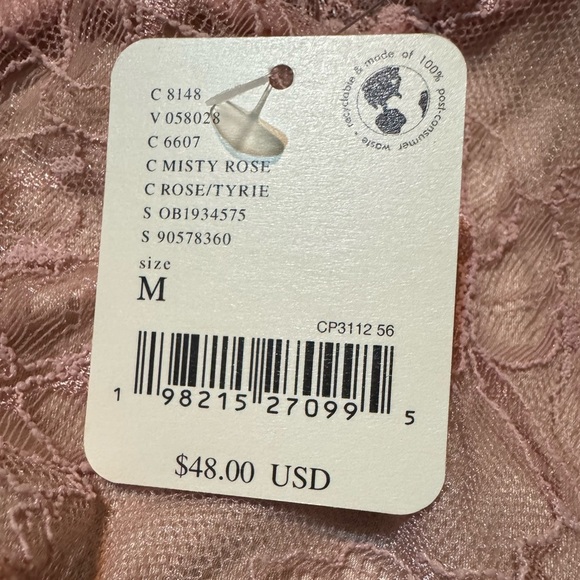 C 8148
V 058028
C 6607
C MISTY ROSE
C ROSE/TYRIE
S OB1934575
S 90578360
size
M
recyclable & made of 100% post-consumer waste •
CP3112 56
1 98215 27099 5
$48.00 USD